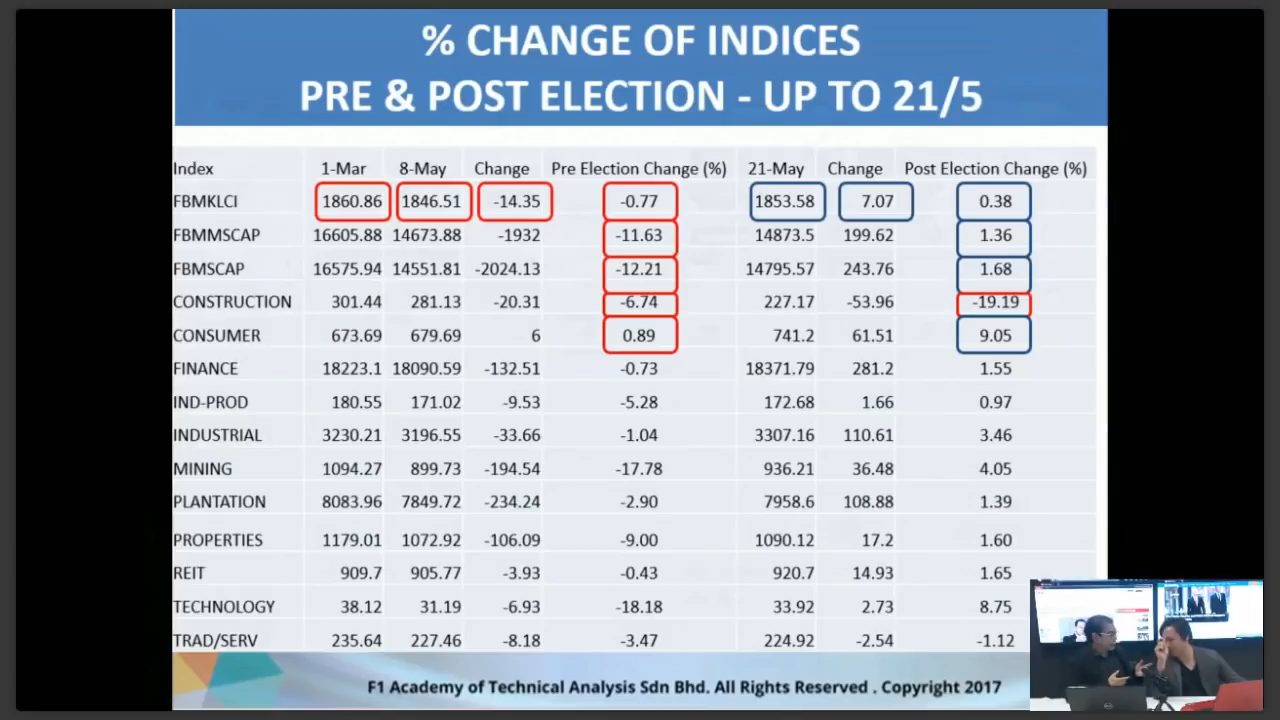 % CHANGE OF INDICES
PRE & POST ELECTION - UP TO 21/5
Index 1-Mar 8-May Change Pre Election Change (%) 21-May Change Post Election Change (%)
FBMKLCI 1860.86 1846.51 -14.35 -0.77 1853.58 7.07 0.38
FBMMSCAP 16605.88 14673.88 -1932 -11.63 14873.5 199.62 1.36
FBMSCAP 16575.94 14551.81 -2024.13 -12.21 14795.57 243.76 1.68
CONSTRUCTION 301.44 281.13 -20.31 -6.74 227.17 -53.96 -19.19
CONSUMER 673.69 679.69 6 0.89 741.2 61.51 9.05
FINANCE 18223.1 18090.59 -132.51 -0.73 18371.79 281.2 1.55
IND-PROD 180.55 171.02 -9.53 -5.28 172.68 1.66 0.97
INDUSTRIAL 3230.21 3196.55 -33.66 -1.04 3307.16 110.61 3.46
MINING 1094.27 899.73 -194.54 -17.78 936.21 36.48 4.05
PLANTATION 8083.96 7849.72 -234.24 -2.90 7958.6 108.88 1.39
PROPERTIES 1179.01 1072.92 -106.09 -9.00 1090.12 17.2 1.60
REIT 909.7 905.77 -3.93 -0.43 920.7 14.93 1.65
TECHNOLOGY 38.12 31.19 -6.93 -18.18 33.92 2.73 8.75
TRAD/SERV 235.64 227.46 -8.18 -3.47 224.92 -2.54 -1.12
F1 Academy of Technical Analysis Sdn Bhd. All Rights Reserved . Copyright 2017